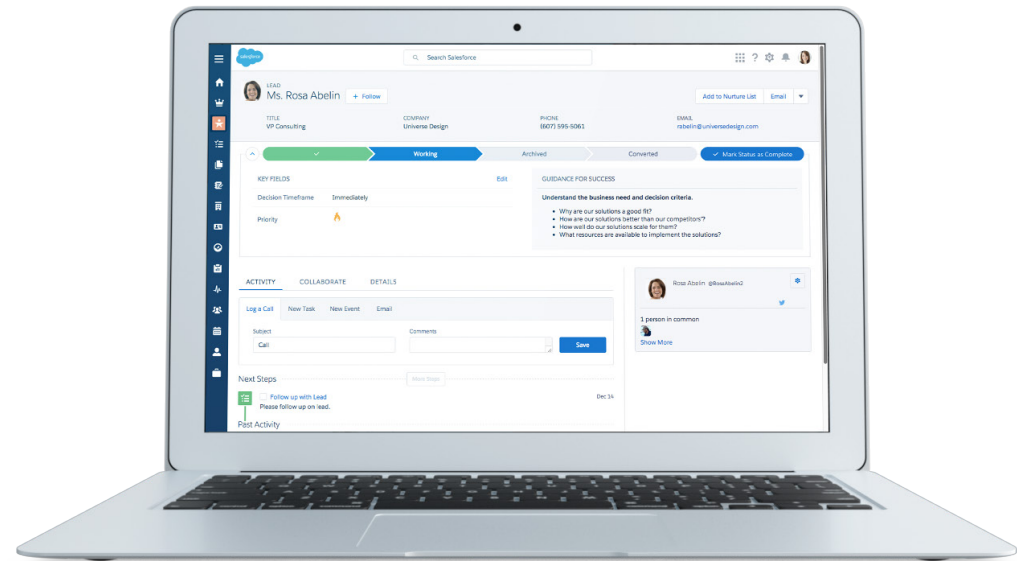 salesforce
Search Salesforce
?
LEAD
Ms. Rosa Abelin
+ Follow
Add to Nurture List
Email
TITLE
COMPANY
PHONE
EMAIL
VP Consulting
Universe Design
(607) 595-5061
rabelin@universedesign.com
Working
Archived
Converted
Mark Status as Complete
KEY FIELDS
Edit
Decision Timeframe
Immediately
Priority
GUIDANCE FOR SUCCESS
Understand the business need and decision criteria.
• Why are our solutions a good fit?
• How are our solutions better than our competitors'?
• How well do our solutions scale for them?
• What resources are available to implement the solutions?
ACTIVITY
COLLABORATE
DETAILS
Log a Call
New Task
New Event
Email
Subject
Comments
Call
Save
Next Steps
More Steps
Follow up with Lead
Dec 14
Please follow up on lead.
Past Activity
Rosa Abelin
@RosaAbelin2
1 person in common
Show More